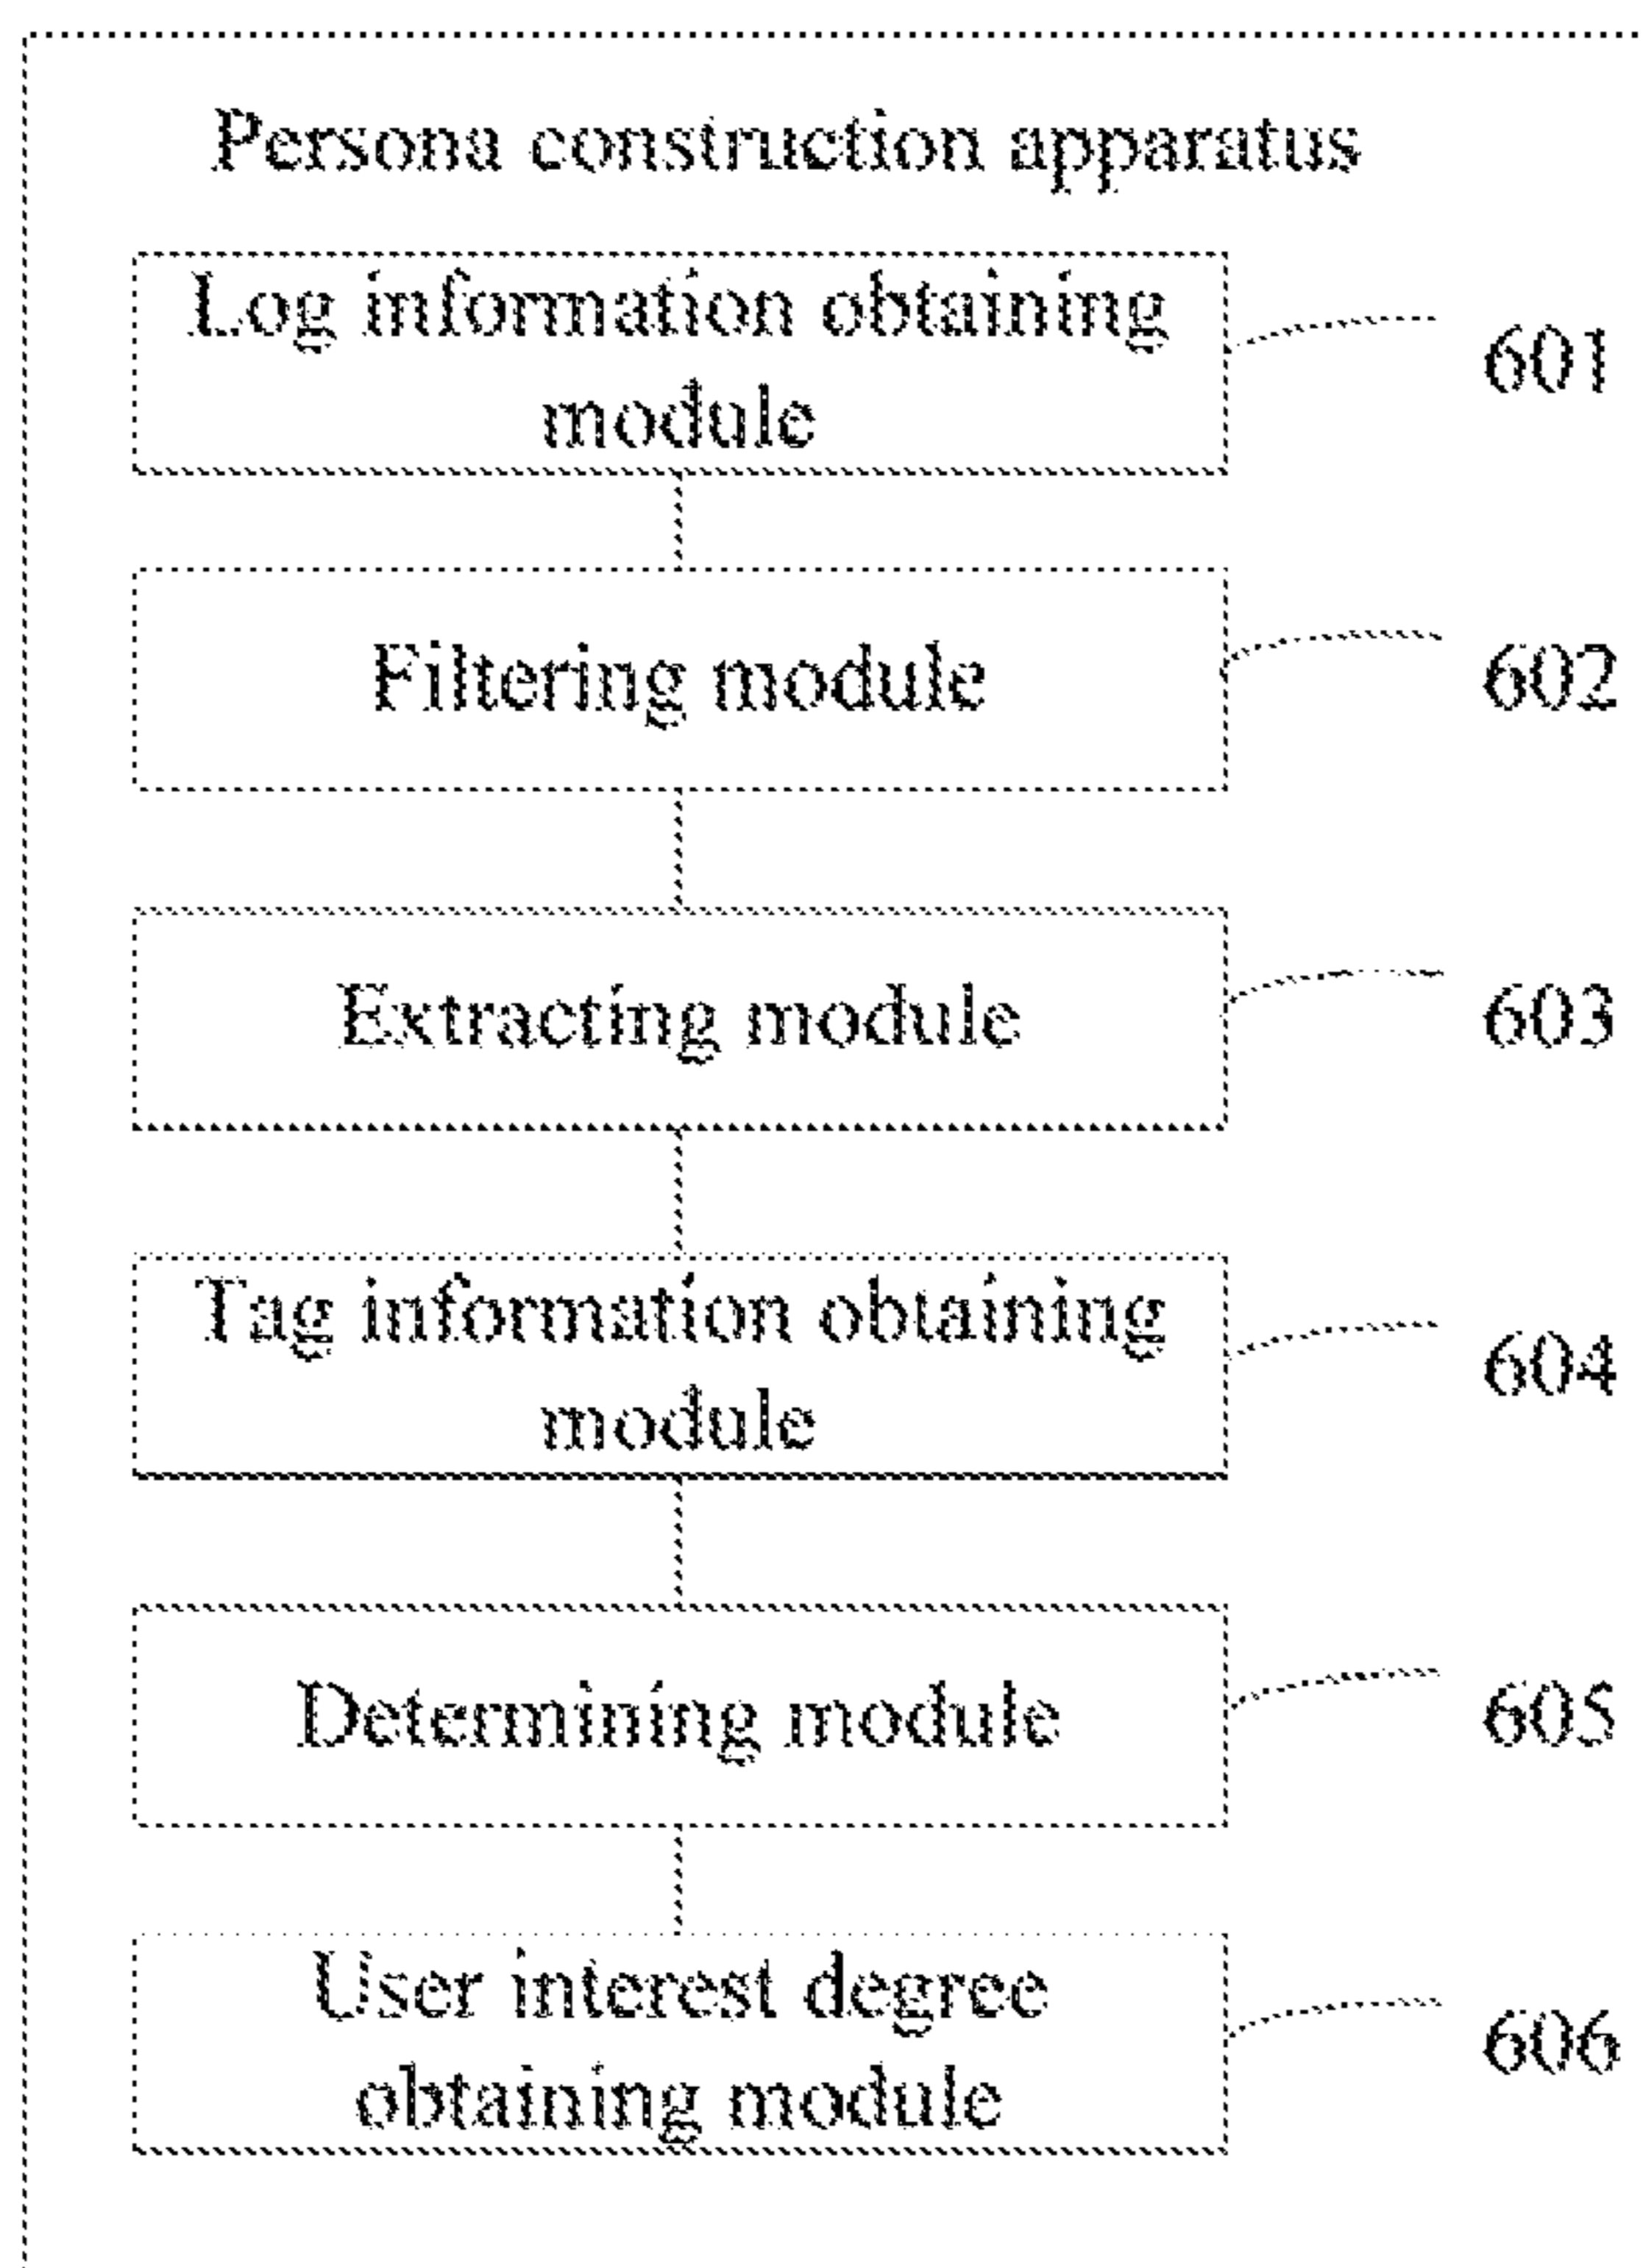 Persona construction apparatus
Log information obtaining
module
601
Filtering module
602
Extracting module
603
Tag information obtaining
module
604
Determining module
605
User interest degree
obtaining module
606